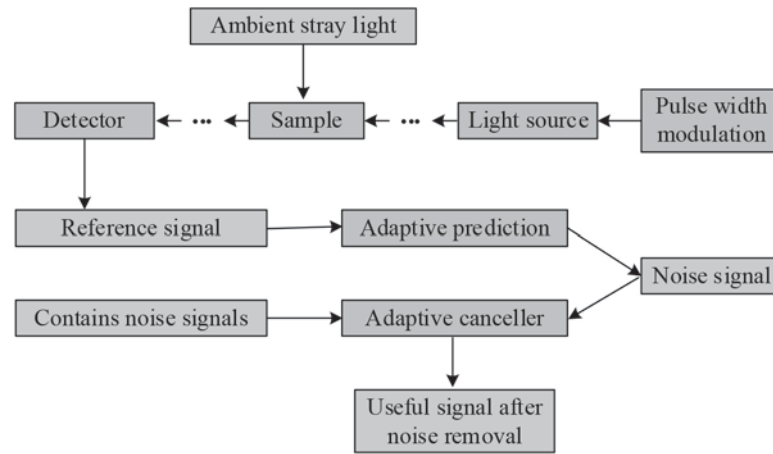 Ambient stray light
Detector
...
Sample
...
Light source
Pulse width
modulation
Reference signal
Adaptive prediction
Noise signal
Contains noise signals
Adaptive canceller
Useful signal after
noise removal